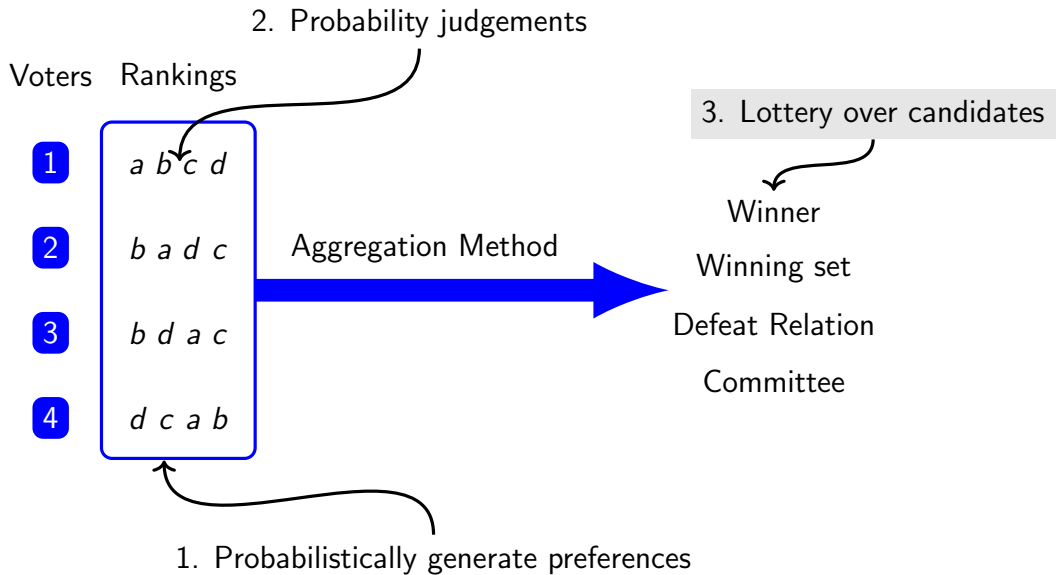 2. Probability judgements
Voters Rankings
3. Lottery over candidates
1 a b c d
Winner
2 b a d c
Aggregation Method
Winning set
3 b d a c
Defeat Relation
Committee
4 d c a b
1. Probabilistically generate preferences